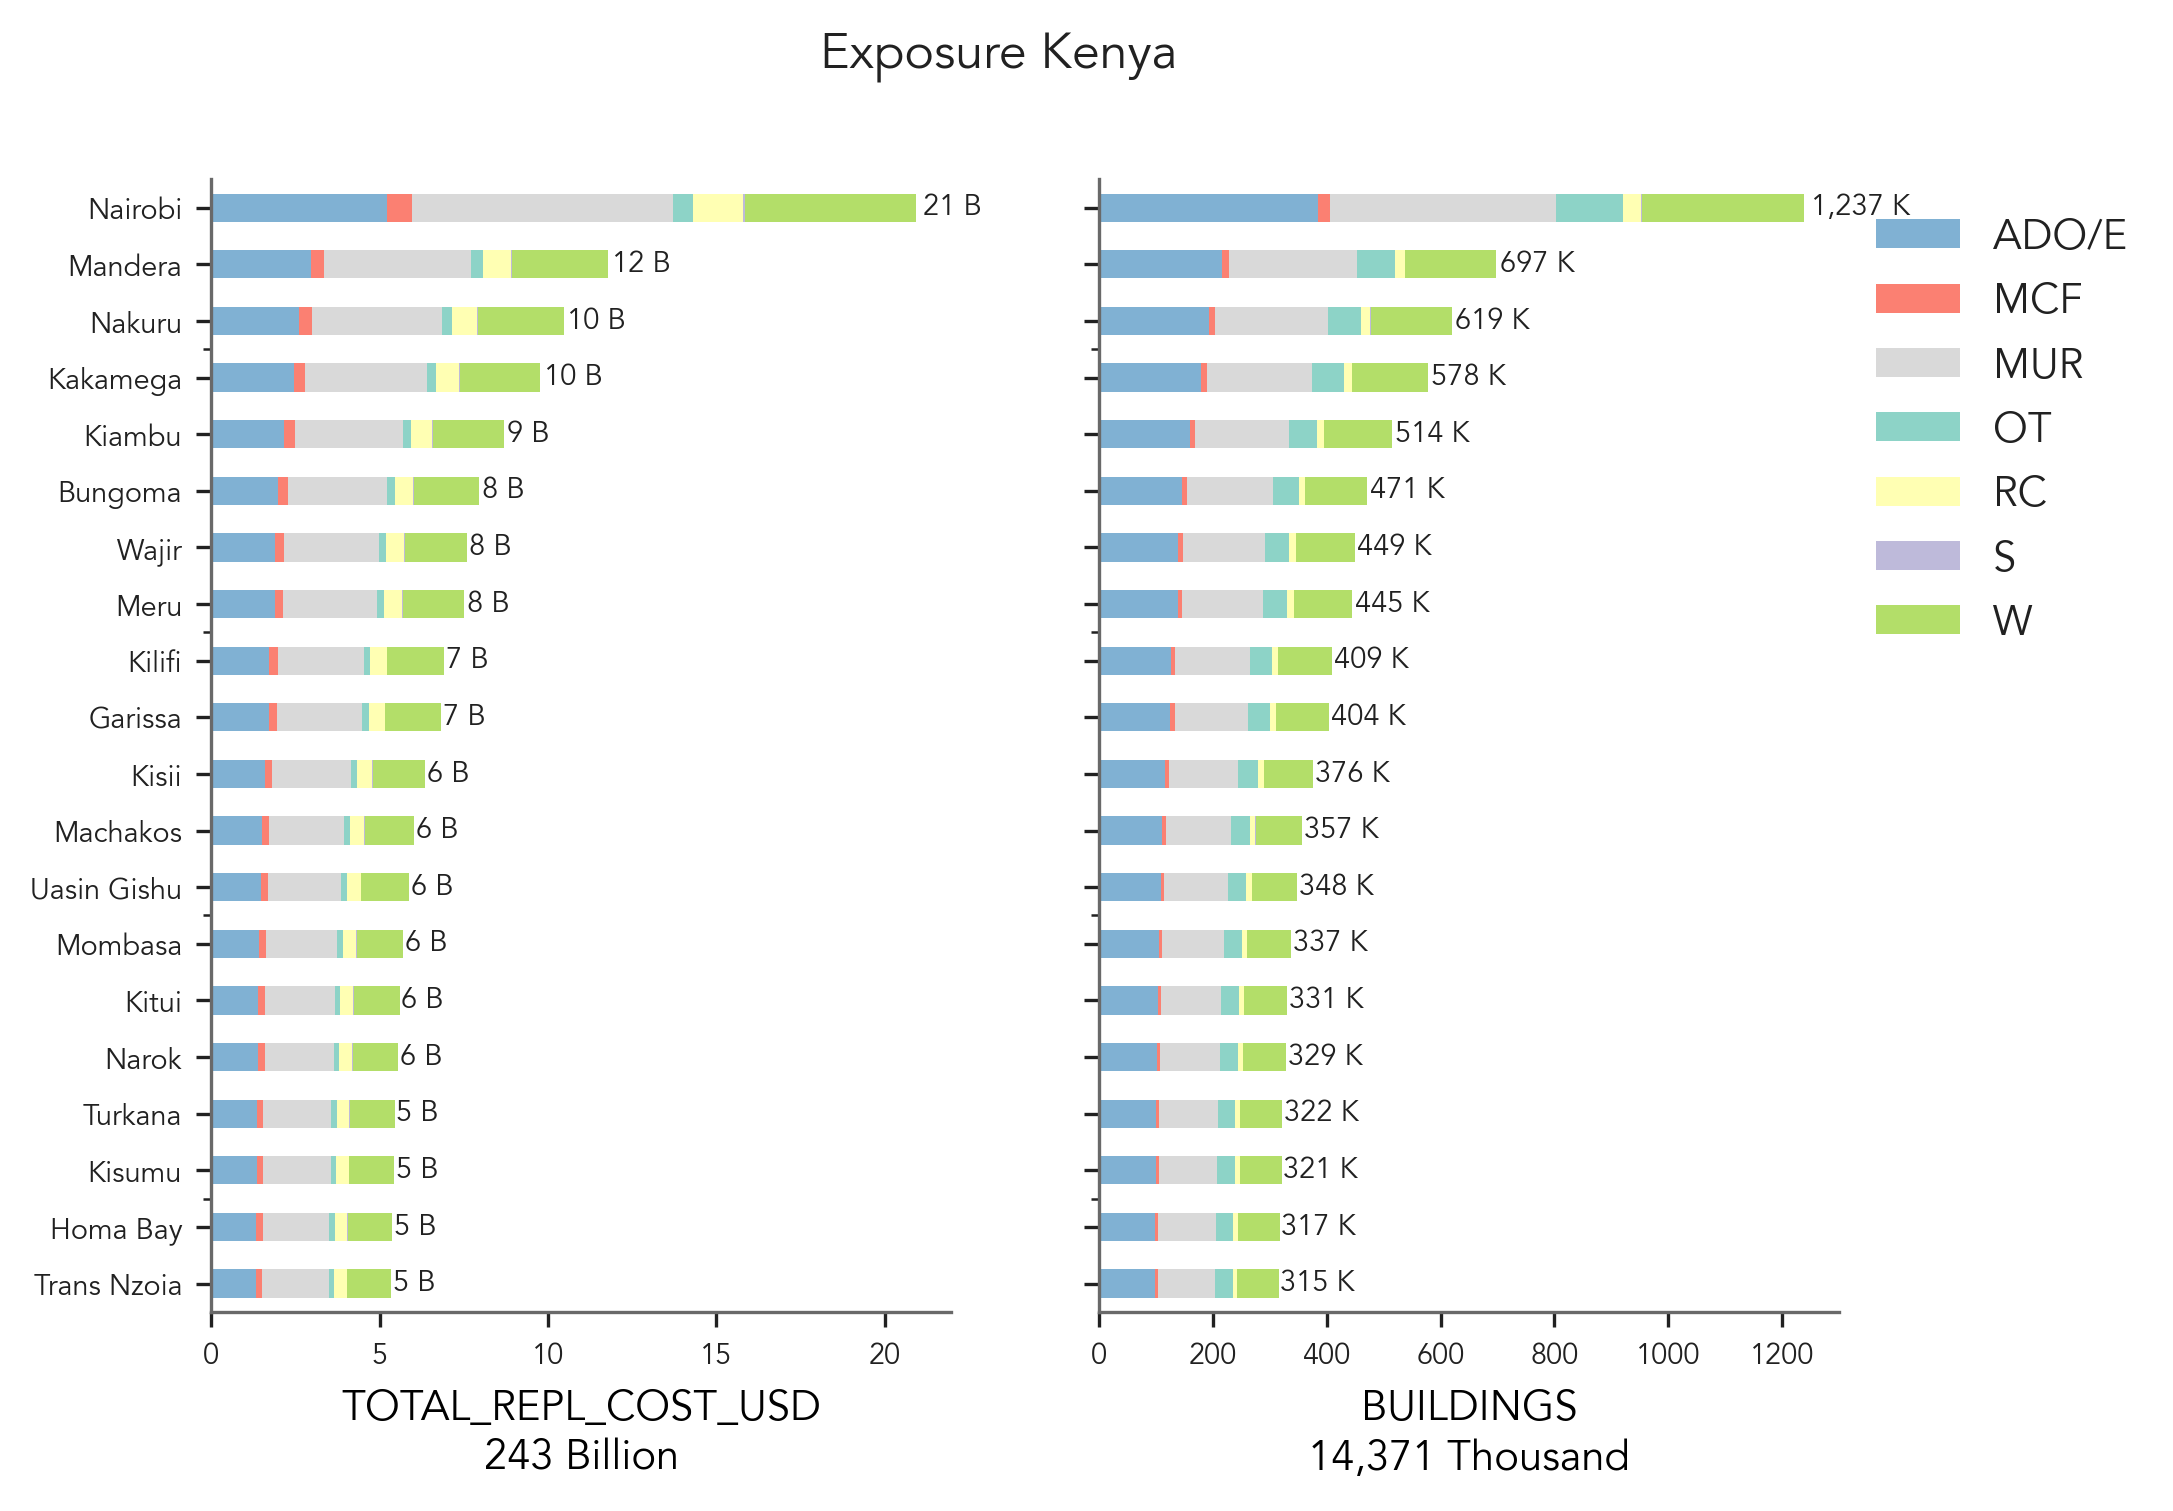 Exposure Kenya
Nairobi
Mandera
Nakuru
Kakamega
Kiambu
Bungoma
Wajir
Meru
Kilifi
Garissa
Kisii
Machakos
Uasin Gishu
Mombasa
Kitui
Narok
Turkana
Kisumu
Homa Bay
Trans Nzoia
21 B
12 B
10 B
10 B
9 B
8 B
8 B
8 B
7 B
7 B
6 B
6 B
6 B
6 B
6 B
6 B
5 B
5 B
5 B
5 B
0 5 10 15 20
TOTAL_REPL_COST_USD
243 Billion
1,237 K
697 K
619 K
578 K
514 K
471 K
449 K
445 K
409 K
404 K
376 K
357 K
348 K
337 K
331 K
329 K
322 K
321 K
317 K
315 K
0 200 400 600 800 1000 1200
BUILDINGS
14,371 Thousand
ADO/E
MCF
MUR
OT
RC
S
W